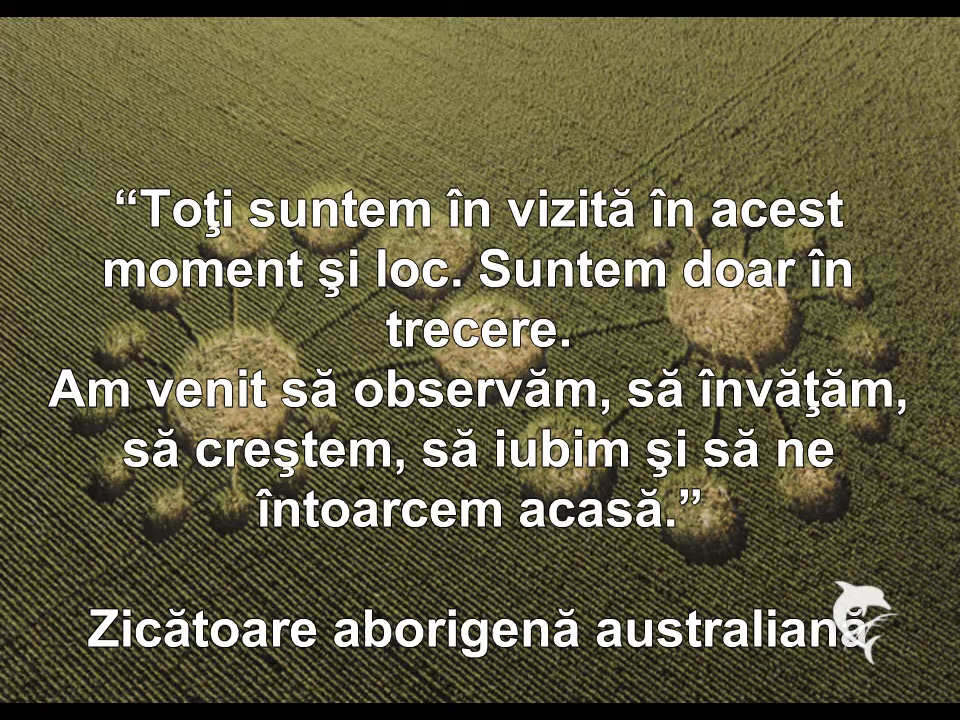 “Toţi suntem în vizită în acest
moment şi loc. Suntem doar în
trecere.
Am venit să observăm, să învăţăm,
să creştem, să iubim şi să ne
întoarcem acasă.”
Zicătoare aborigenă australiană